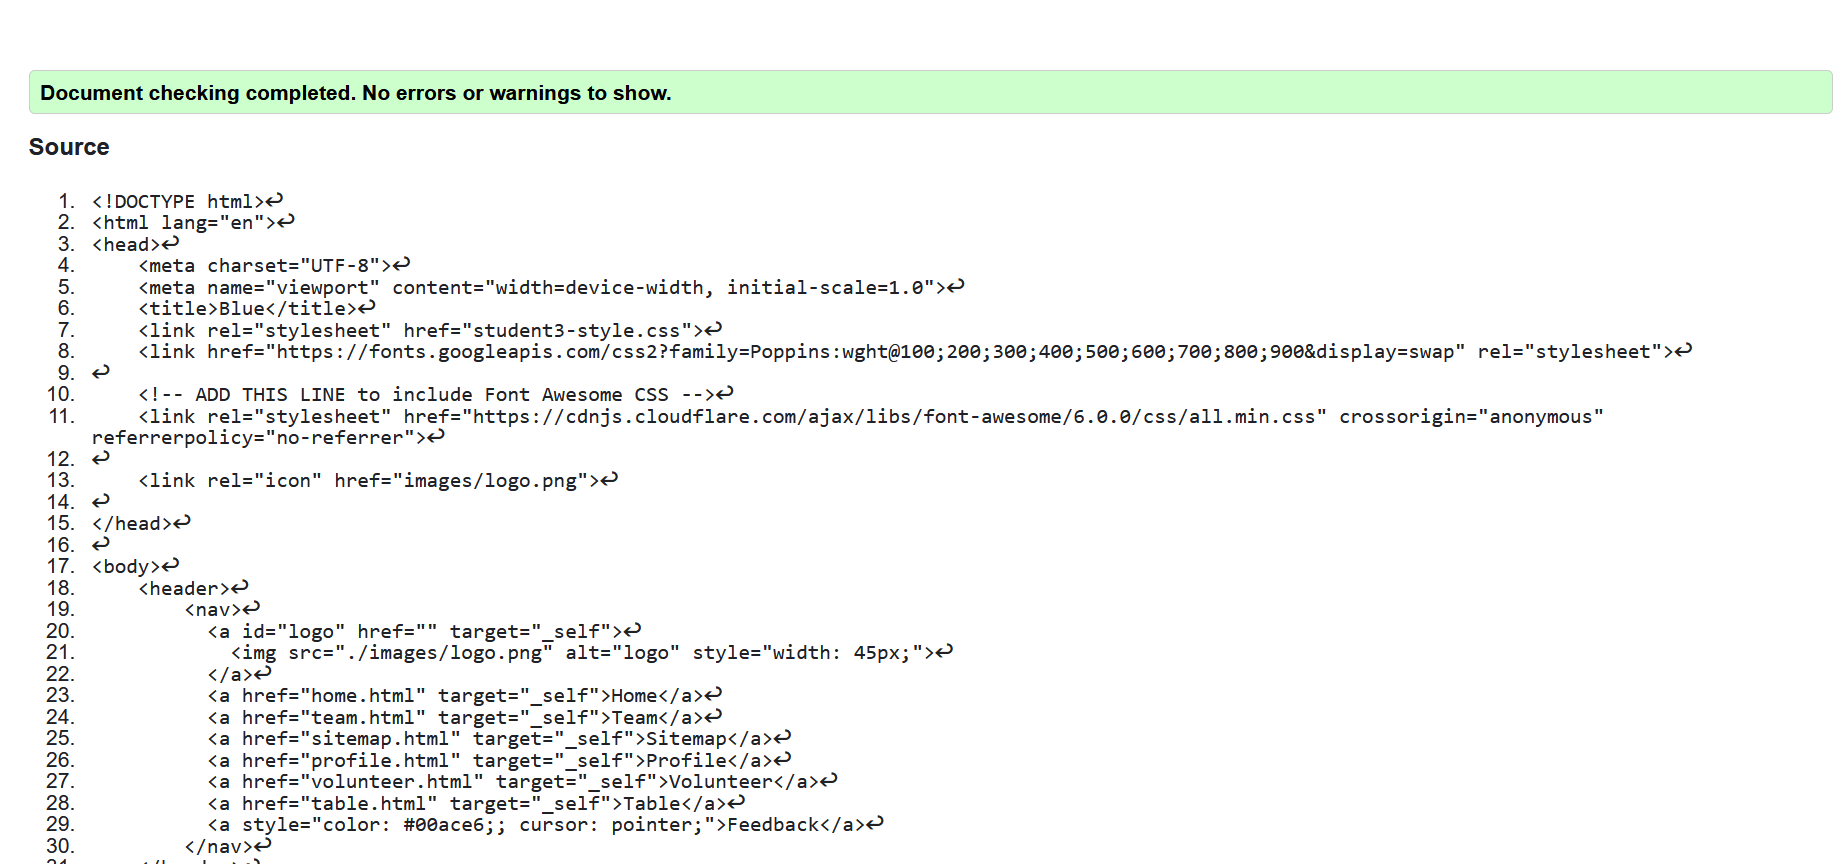 Document checking completed. No errors or warnings to show.
Source
1. <!DOCTYPE html>↩
2. <html lang="en">↩
3. <head>↩
4.     <meta charset="UTF-8">↩
5.     <meta name="viewport" content="width=device-width, initial-scale=1.0">↩
6.     <title>Blue</title>↩
7.     <link rel="stylesheet" href="student3-style.css">↩
8.     <link href="https://fonts.googleapis.com/css2?family=Poppins:wght@100;200;300;400;500;600;700;800;900&display=swap" rel="stylesheet">↩
9. ↩
10.     <!-- ADD THIS LINE to include Font Awesome CSS -->↩
11.     <link rel="stylesheet" href="https://cdnjs.cloudflare.com/ajax/libs/font-awesome/6.0.0/css/all.min.css" crossorigin="anonymous"
referrerpolicy="no-referrer">↩
12. ↩
13.     <link rel="icon" href="images/logo.png">↩
14. ↩
15. </head>↩
16. ↩
17. <body>↩
18.     <header>↩
19.         <nav>↩
20.           <a id="logo" href="" target="_self">↩
21.             <img src="./images/logo.png" alt="logo" style="width: 45px;">↩
22.           </a>↩
23.           <a href="home.html" target="_self">Home</a>↩
24.           <a href="team.html" target="_self">Team</a>↩
25.           <a href="sitemap.html" target="_self">Sitemap</a>↩
26.           <a href="profile.html" target="_self">Profile</a>↩
27.           <a href="volunteer.html" target="_self">Volunteer</a>↩
28.           <a href="table.html" target="_self">Table</a>↩
29.           <a style="color: #00ace6;; cursor: pointer;">Feedback</a>↩
30.         </nav>↩